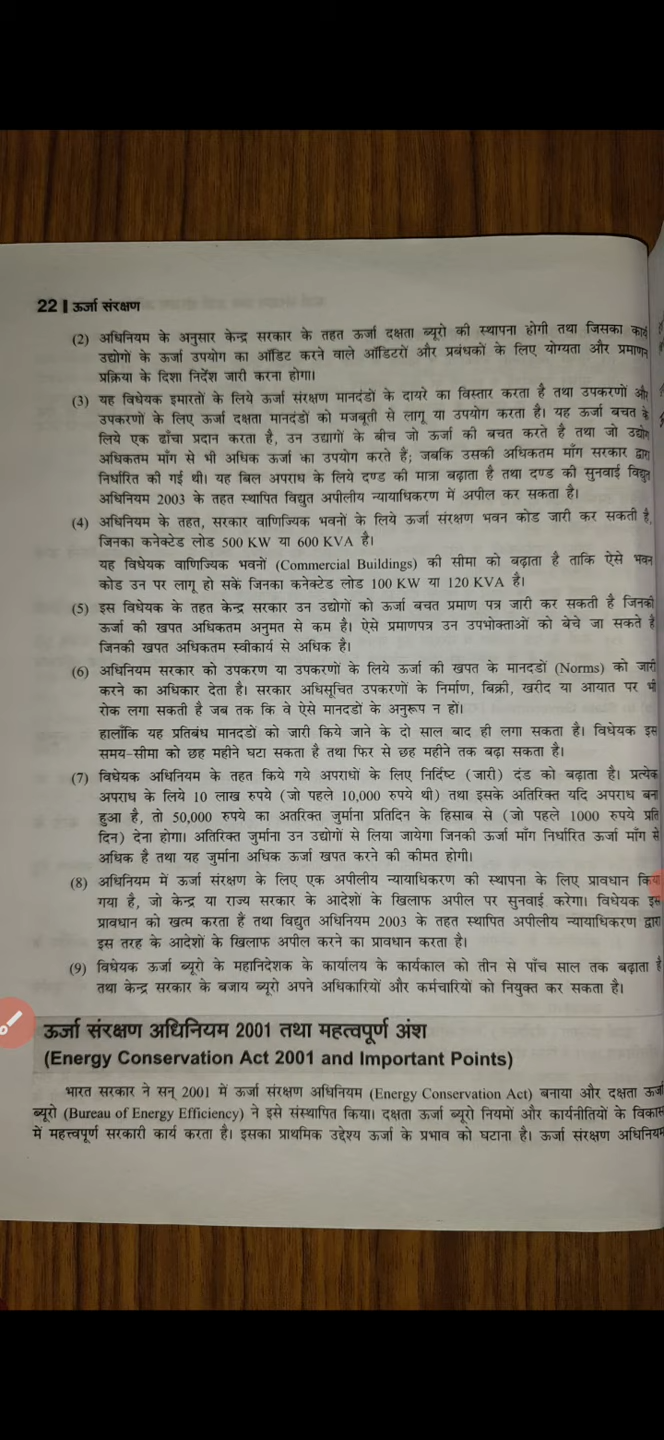 22 | ऊर्जा संरक्षण
(2) अधिनियम के अनुसार केन्द्र सरकार के तहत ऊर्जा दक्षता ब्यूरो की स्थापना होगी तथा जिसका कार्य
उद्योगो के ऊर्जा उपयोग का ऑडिट करने वाले ऑडिटरों और प्रबंधकों के लिए योग्यता और प्रमाणन
प्रक्रिया के दिशा निर्देश जारी करना होगा।
(3) यह विधेयक इमारतों के लिये ऊर्जा संरक्षण मानदंडों के दायरे का विस्तार करता है तथा उपकरणों और
उपकरणों के लिए ऊर्जा दक्षता मानदंडों को मजबूती से लागू या उपयोग करता है। यह ऊर्जा बचत के
लिये एक ढाँचा प्रदान करता है, उन उद्यागों के बीच जो ऊर्जा की बचत करते है तथा जो उद्योग
अधिकतम माँग से भी अधिक ऊर्जा का उपयोग करते है; जबकि उसकी अधिकतम माँग सरकार द्वारा
निर्धारित की गई थी। यह बिल अपराध के लिये दण्ड की मात्रा बढ़ाता है तथा दण्ड की सुनवाई विद्युत
अधिनियम 2003 के तहत स्थापित विद्युत अपीलीय न्यायाधिकरण में अपील कर सकता है।
(4) अधिनियम के तहत, सरकार वाणिज्यिक भवनों के लिये ऊर्जा संरक्षण भवन कोड जारी कर सकती है,
जिनका कनेक्टेड लोड 500 KW या 600 KVA है।
यह विधेयक वाणिज्यिक भवनों (Commercial Buildings) की सीमा को बढ़ाता है ताकि ऐसे भवन
कोड उन पर लागू हो सकें जिनका कनेक्टेड लोड 100 KW या 120 KVA है।
(5) इस विधेयक के तहत केन्द्र सरकार उन उद्योगों को ऊर्जा बचत प्रमाण पत्र जारी कर सकती है जिनकी
ऊर्जा की खपत अधिकतम अनुमत से कम है। ऐसे प्रमाणपत्र उन उपभोक्ताओं को बेचे जा सकते है
जिनकी खपत अधिकतम स्वीकार्य से अधिक है।
(6) अधिनियम सरकार को उपकरण या उपकरणों के लिये ऊर्जा की खपत के मानदडों (Norms) को जारी
करने का अधिकार देता है। सरकार अधिसूचित उपकरणों के निर्माण, बिक्री, खरीद या आयात पर भी
रोक लगा सकती है जब तक कि वे ऐसे मानदडों के अनुरूप न हों।
हालाँकि यह प्रतिबंध मानदडों को जारी किये जाने के दो साल बाद ही लगा सकता है। विधेयक इस
समय-सीमा को छह महीने घटा सकता है तथा फिर से छह महीने तक बढ़ा सकता है।
(7) विधेयक अधिनियम के तहत किये गये अपराधों के लिए निर्दिष्ट (जारी) दंड को बढ़ाता है। प्रत्येक
अपराध के लिये 10 लाख रुपये (जो पहले 10,000 रुपये थी) तथा इसके अतिरिक्त यदि अपराध बना
हुआ है, तो 50,000 रुपये का अतरिक्त जुर्माना प्रतिदिन के हिसाब से (जो पहले 1000 रुपये प्रति
दिन) देना होगा। अतिरिक्त जुर्माना उन उद्योगों से लिया जायेगा जिनकी ऊर्जा माँग निर्धारित ऊर्जा माँग से
अधिक है तथा यह जुर्माना अधिक ऊर्जा खपत करने की कीमत होगी।
(8) अधिनियम में ऊर्जा संरक्षण के लिए एक अपीलीय न्यायाधिकरण की स्थापना के लिए प्रावधान किया
गया है, जो केन्द्र या राज्य सरकार के आदेशों के खिलाफ अपील पर सुनवाई करेगा। विधेयक इस
प्रावधान को खत्म करता हैं तथा विद्युत अधिनियम 2003 के तहत स्थापित अपीलीय न्यायाधिकरण द्वारा
इस तरह के आदेशों के खिलाफ अपील करने का प्रावधान करता है।
(9) विधेयक ऊर्जा ब्यूरो के महानिदेशक के कार्यालय के कार्यकाल को तीन से पाँच साल तक बढ़ाता है
तथा केन्द्र सरकार के बजाय ब्यूरो अपने अधिकारियों और कर्मचारियों को नियुक्त कर सकता है।
ऊर्जा संरक्षण अधिनियम 2001 तथा महत्वपूर्ण अंश
(Energy Conservation Act 2001 and Important Points)
भारत सरकार ने सन् 2001 में ऊर्जा संरक्षण अधिनियम (Energy Conservation Act) बनाया और दक्षता ऊर्जा
ब्यूरो (Bureau of Energy Efficiency) ने इसे संस्थापित किया। दक्षता ऊर्जा ब्यूरो नियमों और कार्यनीतियों के विकास
में महत्त्वपूर्ण सरकारी कार्य करता है। इसका प्राथमिक उद्देश्य ऊर्जा के प्रभाव को घटाना है। ऊर्जा संरक्षण अधिनियम